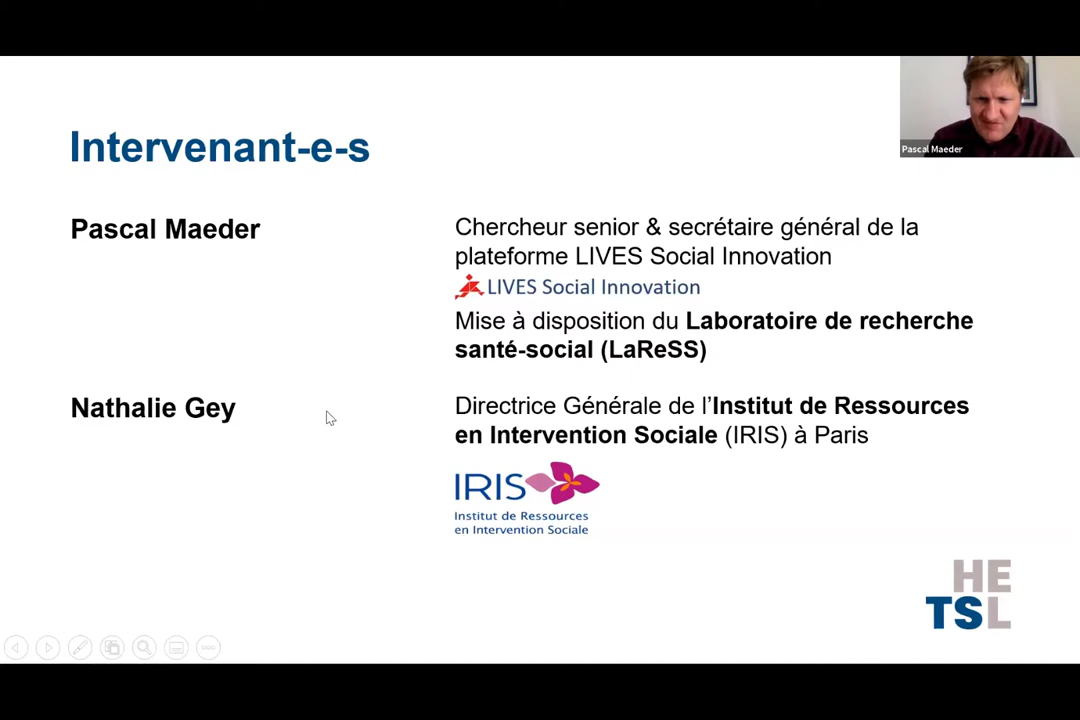 Intervenant-e-s
Pascal Maeder
Pascal Maeder
Chercheur senior & secrétaire général de la
plateforme LIVES Social Innovation
LIVES Social Innovation
Mise à disposition du Laboratoire de recherche
santé-social (LaReSS)
Nathalie Gey
Directrice Générale de l’Institut de Ressources
en Intervention Sociale (IRIS) à Paris
IRIS
Institut de Ressources
en Intervention Sociale
HE
TSL